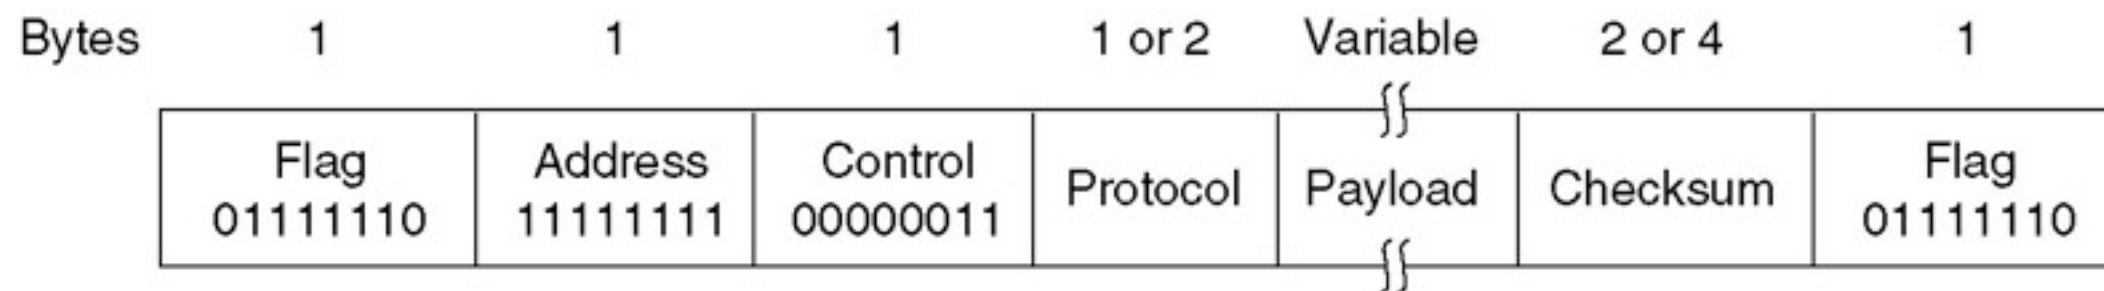 Bytes 1 1 1 1 or 2 Variable 2 or 4 1
Flag Address Control Protocol Payload Checksum Flag
01111110 11111111 00000011 01111110